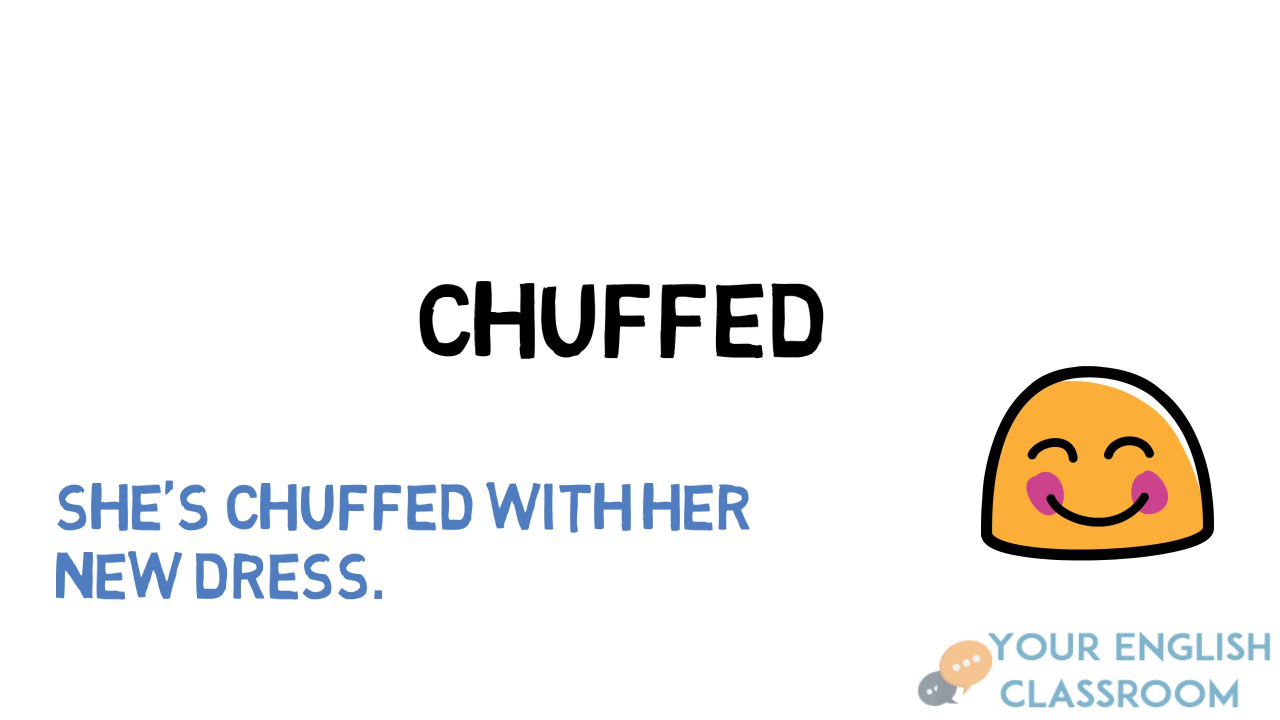 CHUFFED
SHE'S CHUFFED WITH HER
NEW DRESS.
YOUR ENGLISH
CLASSROOM